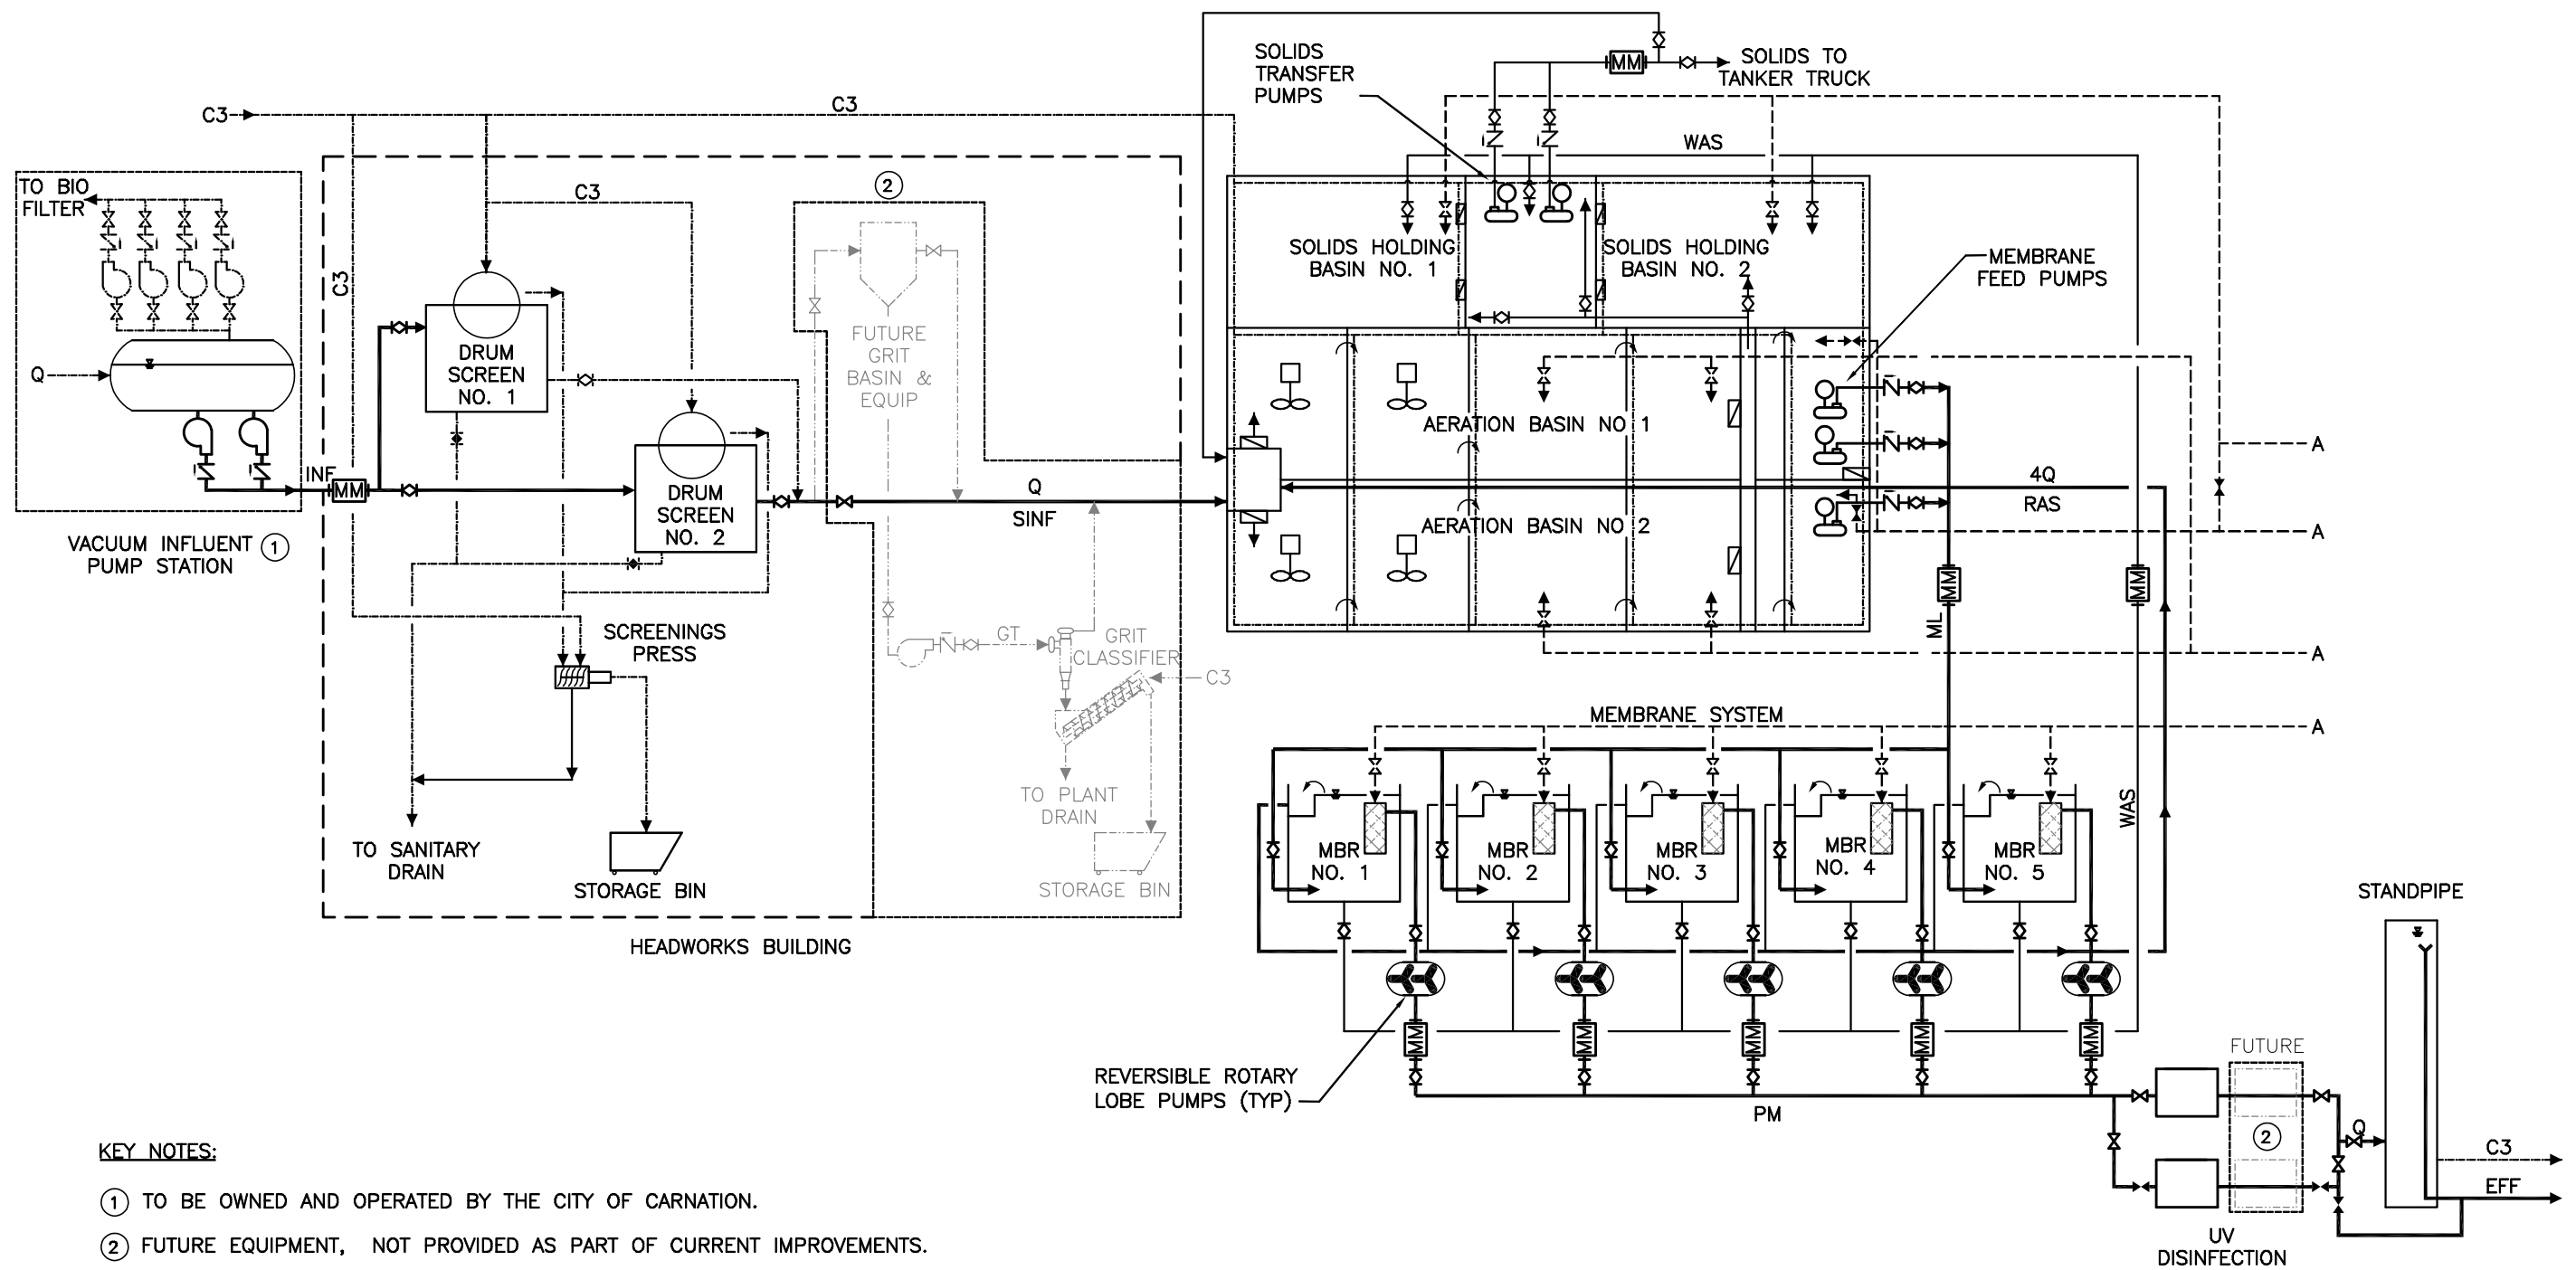 C3
C3
SOLIDS
TRANSFER
PUMPS
MM
SOLIDS TO
TANKER TRUCK
WAS
TO BIO
FILTER
C3
C3
2
SOLIDS HOLDING
BASIN NO. 1
SOLIDS HOLDING
BASIN NO. 2
MEMBRANE
FEED PUMPS
Q
DRUM
SCREEN
NO. 1
FUTURE
GRIT
BASIN &
EQUIP
AERATION BASIN NO 1
A
INF
MM
DRUM
SCREEN
NO. 2
Q
SINF
4Q
RAS
AERATION BASIN NO 2
A
VACUUM INFLUENT
PUMP STATION
1
MM
MM
ML
SCREENINGS
PRESS
GT
GRIT
CLASSIFIER
C3
A
MEMBRANE SYSTEM
A
TO PLANT
DRAIN
TO SANITARY
DRAIN
STORAGE BIN
STORAGE BIN
MBR
NO. 1
MBR
NO. 2
MBR
NO. 3
MBR
NO. 4
MBR
NO. 5
WAS
HEADWORKS BUILDING
STANDPIPE
MM
MM
MM
MM
MM
REVERSIBLE ROTARY
LOBE PUMPS (TYP)
PM
FUTURE
2
Q
C3
EFF
UV
DISINFECTION
KEY NOTES:
1 TO BE OWNED AND OPERATED BY THE CITY OF CARNATION.
2 FUTURE EQUIPMENT, NOT PROVIDED AS PART OF CURRENT IMPROVEMENTS.